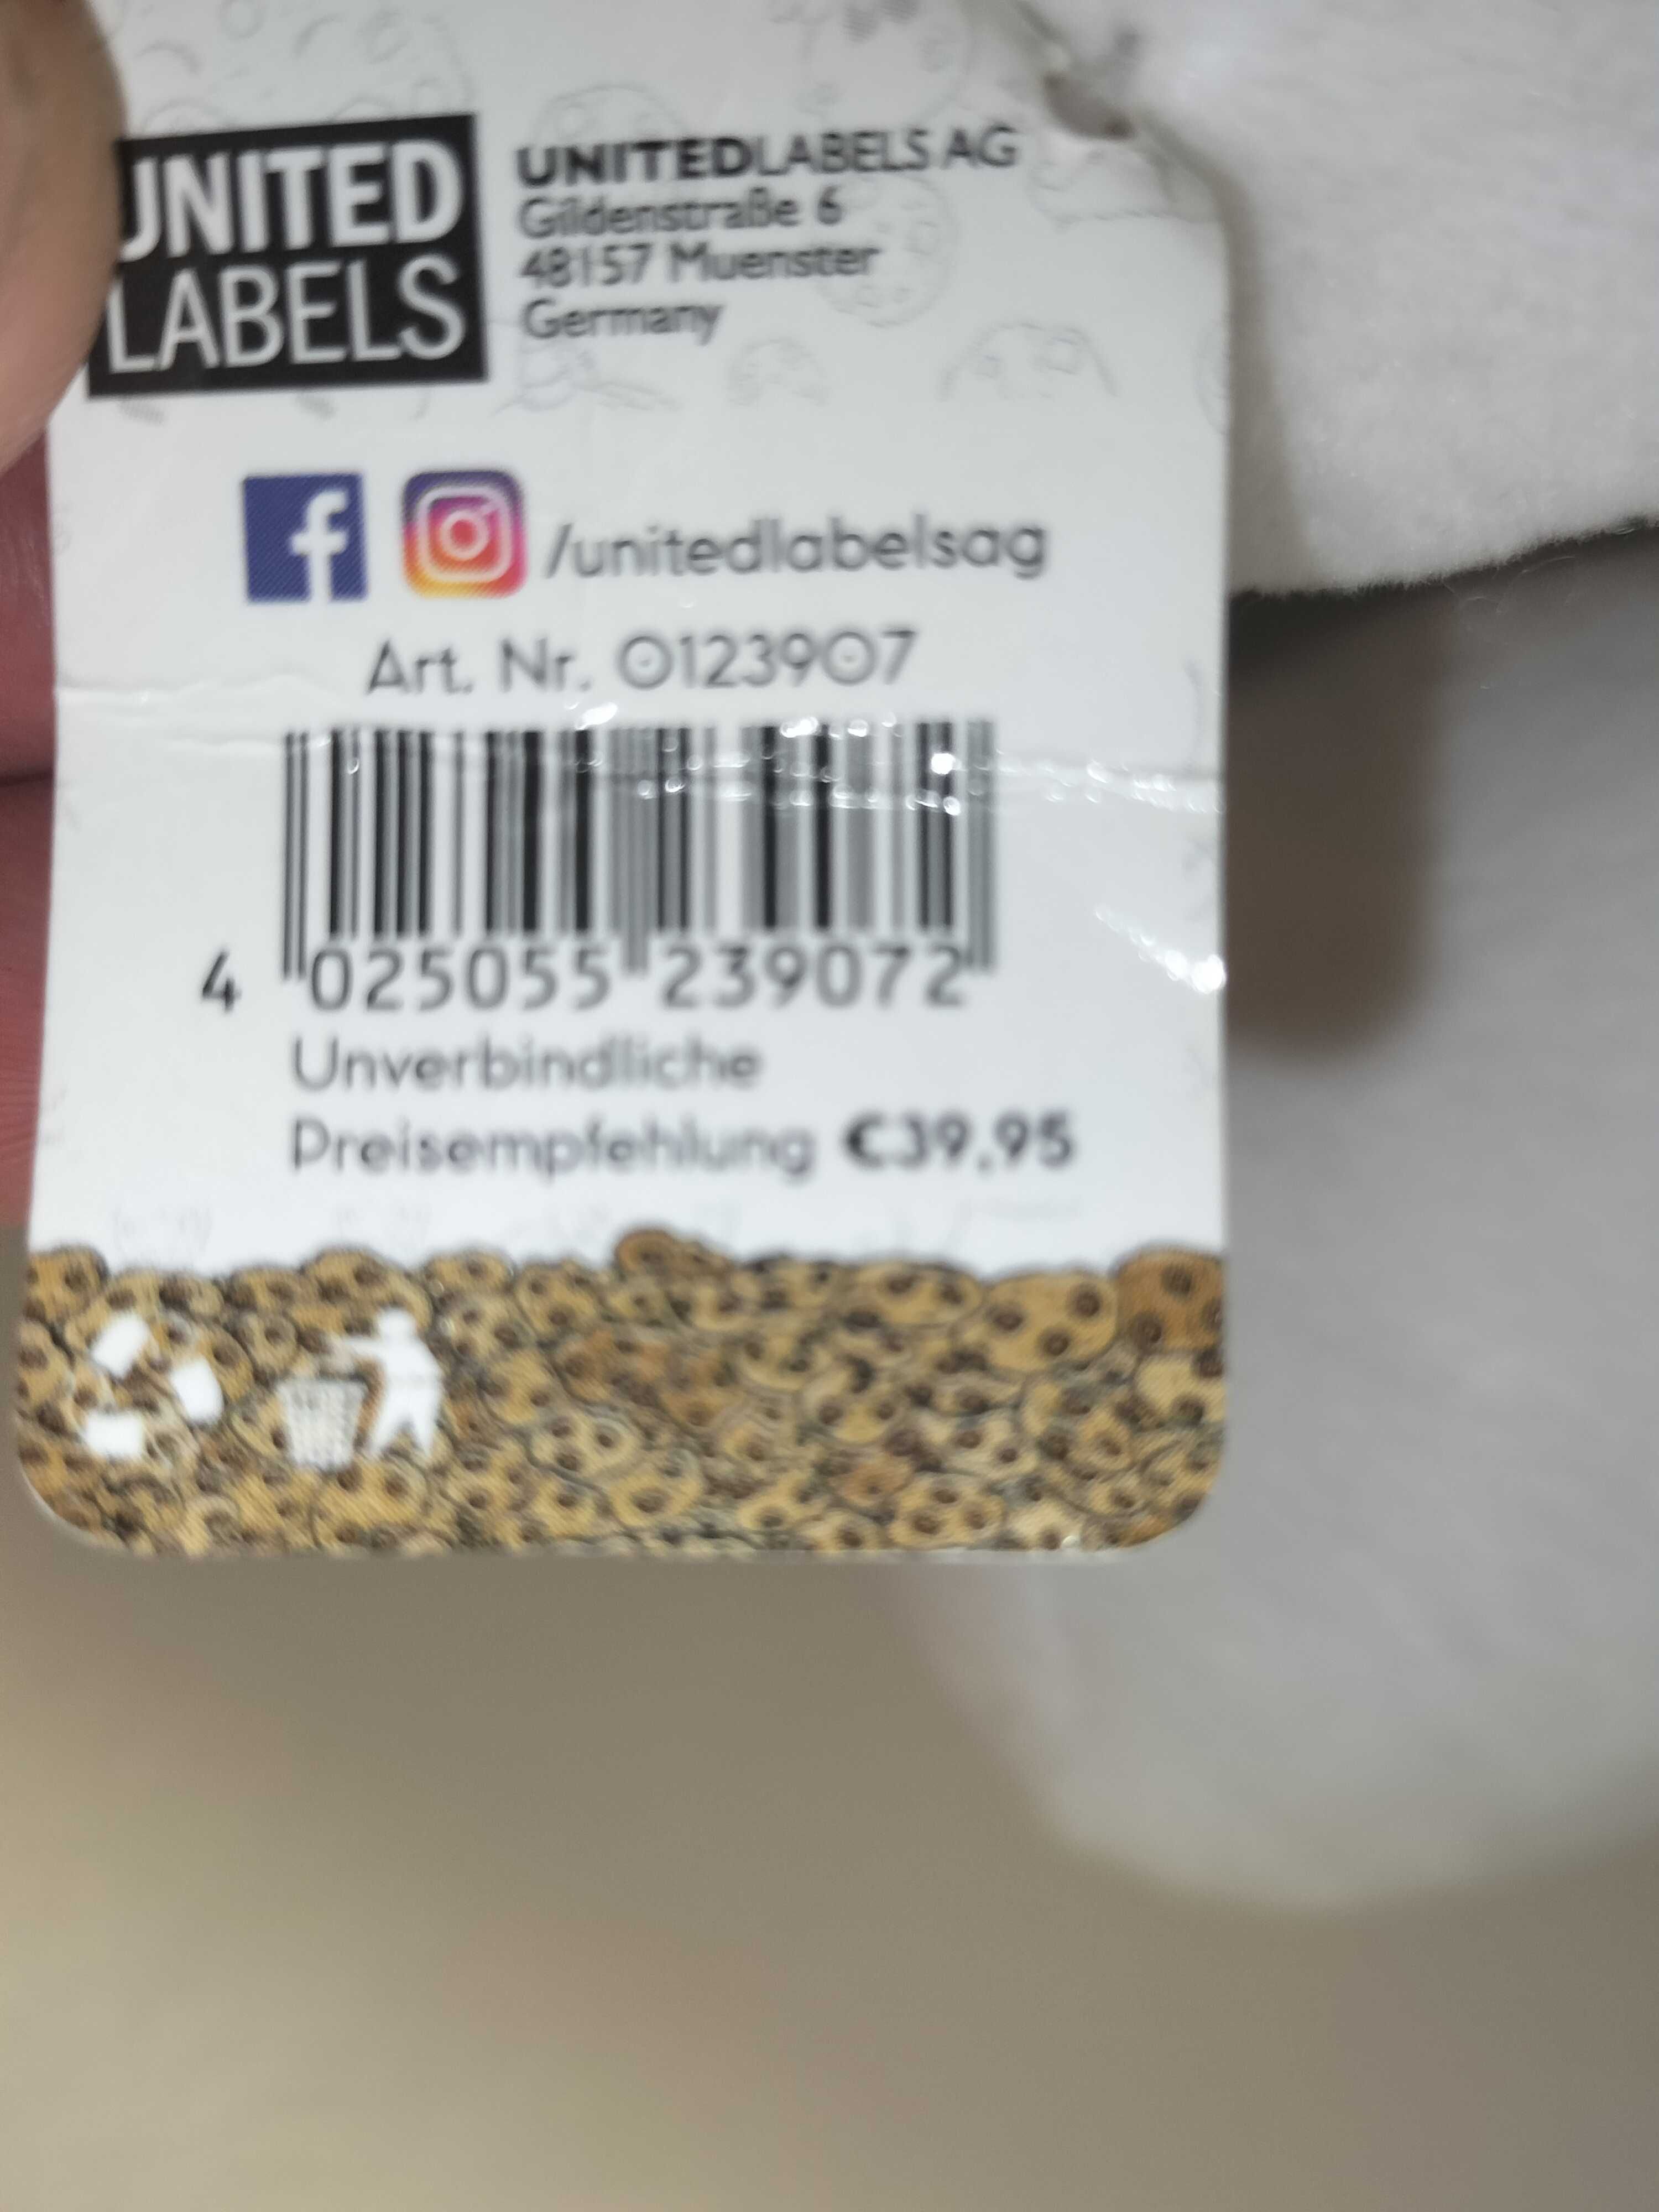 UNITED
LABELS
UNITEDLABELS AG
Gildenstraße 6
48157 Muenster
Germany
/unitedlabelsag
Art. Nr. 0123907
4 025055 239072
Unverbindliche
Preisempfehlung €39,95